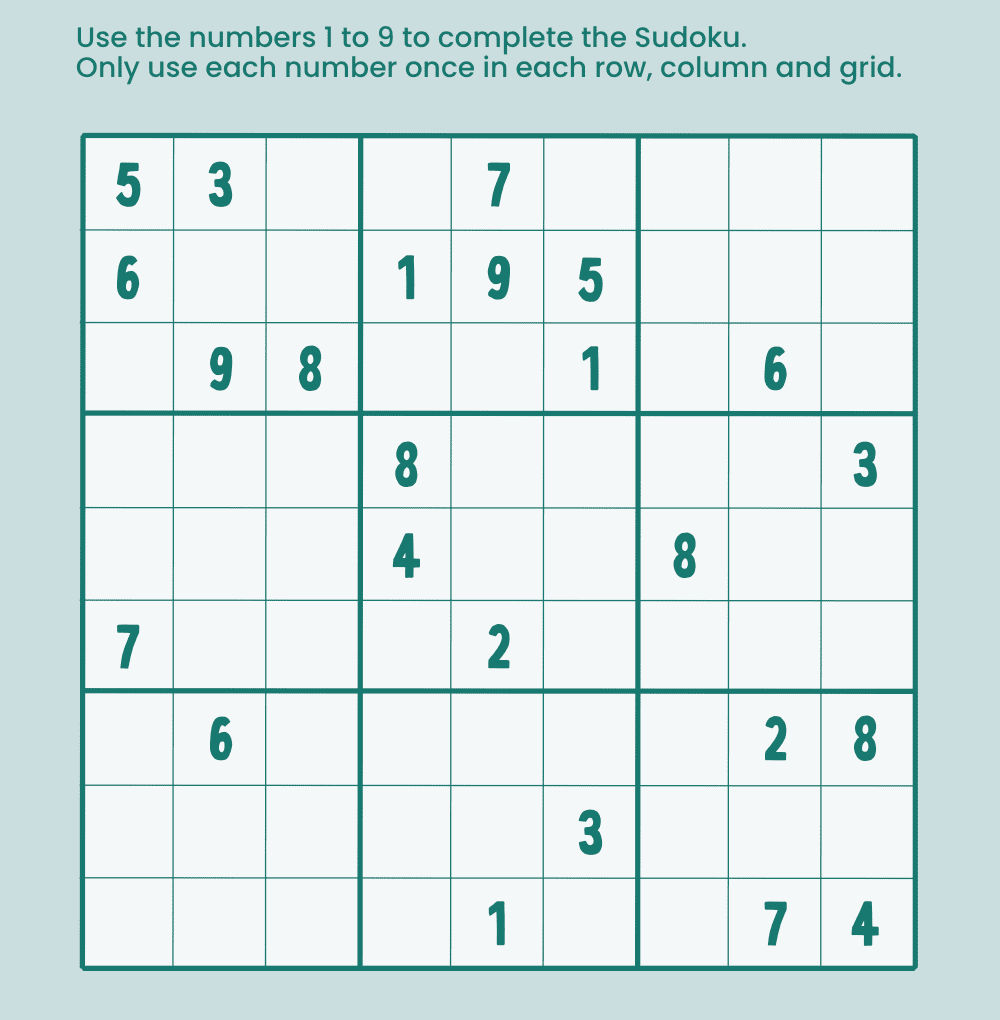 Use the numbers 1 to 9 to complete the Sudoku.
Only use each number once in each row, column and grid.
5 3 7
6 1 9 5
9 8 1 6
8 3
4 8
7 2
6 2 8
3
1 7 4